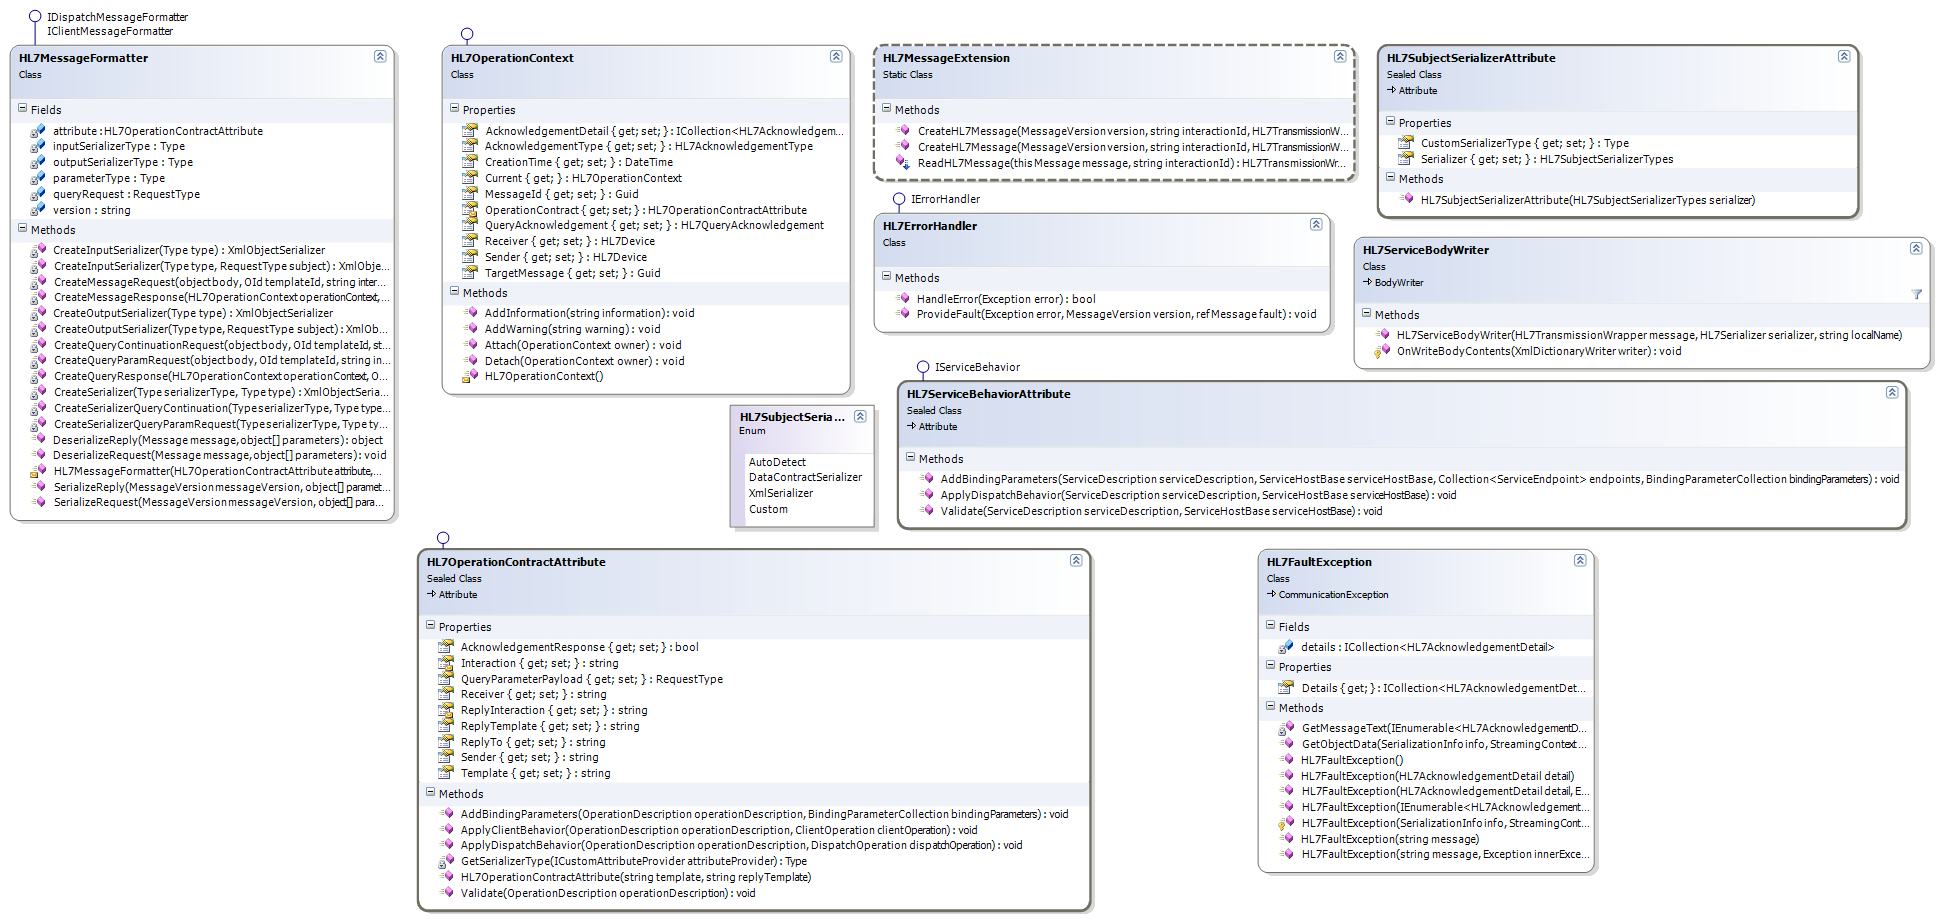 IDispatchMessageFormatter
IClientMessageFormatter
HL7MessageFormatter
Class
Fields
attribute : HL7OperationContractAttribute
inputSerializerType : Type
outputSerializerType : Type
parameterType : Type
queryRequest : RequestType
version : string
Methods
CreateInputSerializer(Type type) : XmlObjectSerializer
CreateInputSerializer(Type type, RequestType subject) : XmlObje...
CreateMessageRequest(object body, OId templateId, string inter...
CreateMessageResponse(HL7OperationContext operationContext, ...
CreateOutputSerializer(Type type) : XmlObjectSerializer
CreateOutputSerializer(Type type, RequestType subject) : XmlOb...
CreateQueryContinuationRequest(object body, OId templateId, st...
CreateQueryParamRequest(object body, OId templateId, string in...
CreateQueryResponse(HL7OperationContext operationContext, O...
CreateSerializer(Type serializerType, Type type) : XmlObjectSeria...
CreateSerializerQueryContinuation(Type serializerType, Type type...
CreateSerializerQueryParamRequest(Type serializerType, Type ty...
DeserializeReply(Message message, object[] parameters) : object
DeserializeRequest(Message message, object[] parameters) : void
HL7MessageFormatter(HL7OperationContractAttribute attribute, ...
SerializeReply(MessageVersion messageVersion, object[] paramet...
SerializeRequest(MessageVersion messageVersion, object[] para...
HL7OperationContext
Class
Properties
AcknowledgementDetail { get; set; } : ICollection<HL7Acknowledgem...
AcknowledgementType { get; set; } : HL7AcknowledgementType
CreationTime { get; set; } : DateTime
Current { get; } : HL7OperationContext
MessageId { get; set; } : Guid
OperationContract { get; set; } : HL7OperationContractAttribute
QueryAcknowledgement { get; set; } : HL7QueryAcknowledgement
Receiver { get; set; } : HL7Device
Sender { get; set; } : HL7Device
TargetMessage { get; set; } : Guid
Methods
AddInformation(string information) : void
AddWarning(string warning) : void
Attach(OperationContext owner) : void
Detach(OperationContext owner) : void
HL7OperationContext()
HL7MessageExtension
Static Class
Methods
CreateHL7Message(MessageVersion version, string interactionId, HL7TransmissionW...
CreateHL7Message(MessageVersion version, string interactionId, HL7TransmissionW...
ReadHL7Message(this Message message, string interactionId) : HL7TransmissionWr...
HL7SubjectSerializerAttribute
Sealed Class
Attribute
Properties
CustomSerializerType { get; set; } : Type
Serializer { get; set; } : HL7SubjectSerializerTypes
Methods
HL7SubjectSerializerAttribute(HL7SubjectSerializerTypes serializer)
IErrorHandler
HL7ErrorHandler
Class
Methods
HandleError(Exception error) : bool
ProvideFault(Exception error, MessageVersion version, ref Message fault) : void
HL7ServiceBodyWriter
Class
BodyWriter
Methods
HL7ServiceBodyWriter(HL7TransmissionWrapper message, HL7Serializer serializer, string localName)
OnWriteBodyContents(XmlDictionaryWriter writer) : void
IServiceBehavior
HL7ServiceBehaviorAttribute
Sealed Class
Attribute
Methods
AddBindingParameters(ServiceDescription serviceDescription, ServiceHostBase serviceHostBase, Collection<ServiceEndpoint> endpoints, BindingParameterCollection bindingParameters) : void
ApplyDispatchBehavior(ServiceDescription serviceDescription, ServiceHostBase serviceHostBase) : void
Validate(ServiceDescription serviceDescription, ServiceHostBase serviceHostBase) : void
HL7SubjectSeria...
Enum
AutoDetect
DataContractSerializer
XmlSerializer
Custom
HL7OperationContractAttribute
Sealed Class
Attribute
Properties
AcknowledgementResponse { get; set; } : bool
Interaction { get; set; } : string
QueryParameterPayload { get; set; } : RequestType
Receiver { get; set; } : string
ReplyInteraction { get; set; } : string
ReplyTemplate { get; set; } : string
ReplyTo { get; set; } : string
Sender { get; set; } : string
Template { get; set; } : string
Methods
AddBindingParameters(OperationDescription operationDescription, BindingParameterCollection bindingParameters) : void
ApplyClientBehavior(OperationDescription operationDescription, ClientOperation clientOperation) : void
ApplyDispatchBehavior(OperationDescription operationDescription, DispatchOperation dispatchOperation) : void
GetSerializerType(ICustomAttributeProvider attributeProvider) : Type
HL7OperationContractAttribute(string template, string replyTemplate)
Validate(OperationDescription operationDescription) : void
HL7FaultException
Class
CommunicationException
Fields
details : ICollection<HL7AcknowledgementDetail>
Properties
Details { get; } : ICollection<HL7AcknowledgementDet...
Methods
GetMessageText(IEnumerable<HL7AcknowledgementD...
GetObjectData(SerializationInfo info, StreamingContext ...
HL7FaultException()
HL7FaultException(HL7AcknowledgementDetail detail)
HL7FaultException(HL7AcknowledgementDetail detail, E...
HL7FaultException(IEnumerable<HL7Acknowledgement...
HL7FaultException(SerializationInfo info, StreamingCont...
HL7FaultException(string message)
HL7FaultException(string message, Exception innerExce...